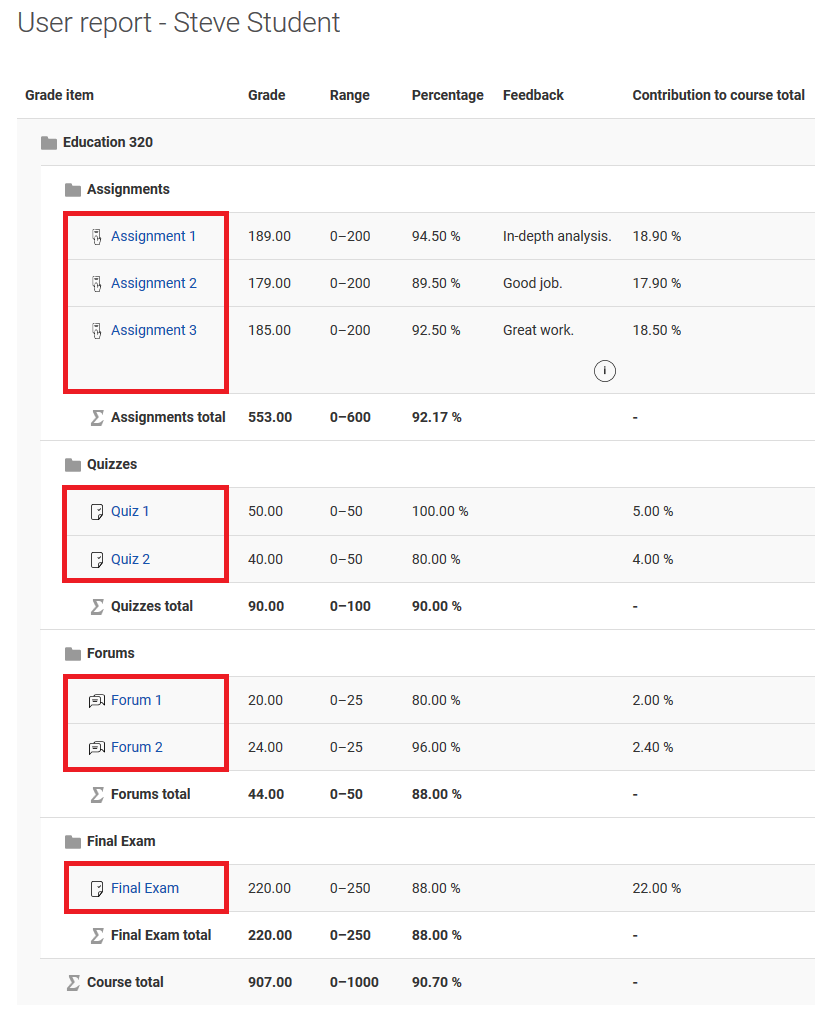 User report - Steve Student
Grade item Grade Range Percentage Feedback Contribution to course total
Education 320
Assignments
Assignment 1 189.00 0–200 94.50 % In-depth analysis. 18.90 %
Assignment 2 179.00 0–200 89.50 % Good job. 17.90 %
Assignment 3 185.00 0–200 92.50 % Great work. 18.50 %
i
Σ Assignments total 553.00 0–600 92.17 % -
Quizzes
Quiz 1 50.00 0–50 100.00 % 5.00 %
Quiz 2 40.00 0–50 80.00 % 4.00 %
Σ Quizzes total 90.00 0–100 90.00 % -
Forums
Forum 1 20.00 0–25 80.00 % 2.00 %
Forum 2 24.00 0–25 96.00 % 2.40 %
Σ Forums total 44.00 0–50 88.00 % -
Final Exam
Final Exam 220.00 0–250 88.00 % 22.00 %
Σ Final Exam total 220.00 0–250 88.00 % -
Σ Course total 907.00 0–1000 90.70 % -